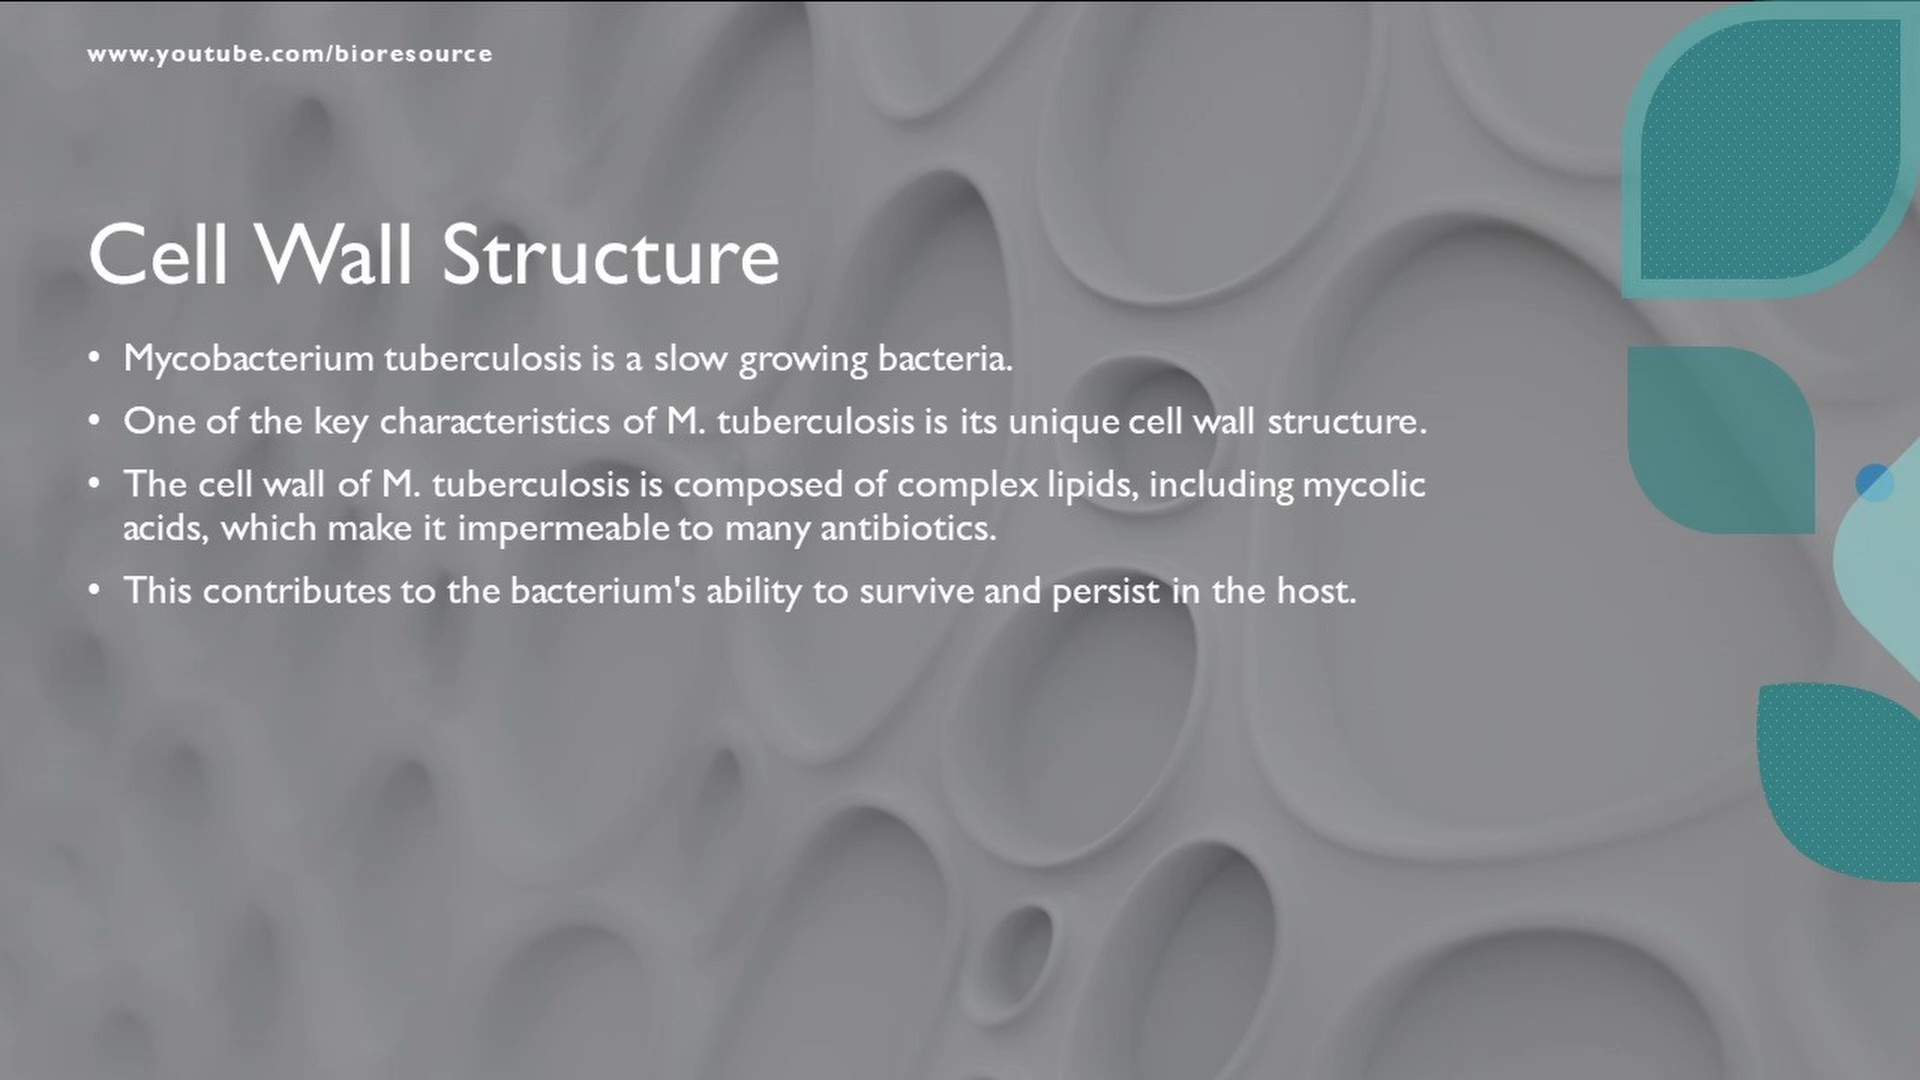 www.youtube.com/bioresource
Cell Wall Structure
• Mycobacterium tuberculosis is a slow growing bacteria.
• One of the key characteristics of M. tuberculosis is its unique cell wall structure.
• The cell wall of M. tuberculosis is composed of complex lipids, including mycolic
acids, which make it impermeable to many antibiotics.
• This contributes to the bacterium's ability to survive and persist in the host.